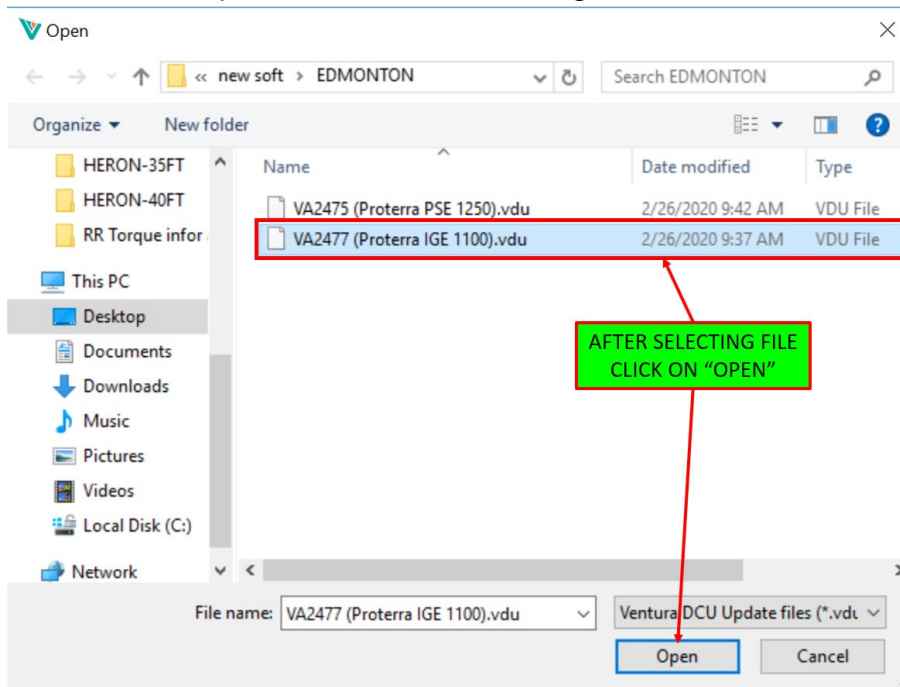 Open
« new soft > EDMONTON
Search EDMONTON
Organize
New folder
Name
Date modified
Type
HERON-35FT
HERON-40FT
RR Torque infor
This PC
Desktop
Documents
Downloads
Music
Pictures
Videos
Local Disk (C:)
Network
VA2475 (Proterra PSE 1250).vdu 2/26/2020 9:42 AM VDU File
VA2477 (Proterra IGE 1100).vdu 2/26/2020 9:37 AM VDU File
AFTER SELECTING FILE
CLICK ON “OPEN”
File name: VA2477 (Proterra IGE 1100).vdu
Ventura DCU Update files (*.vdu
Open
Cancel